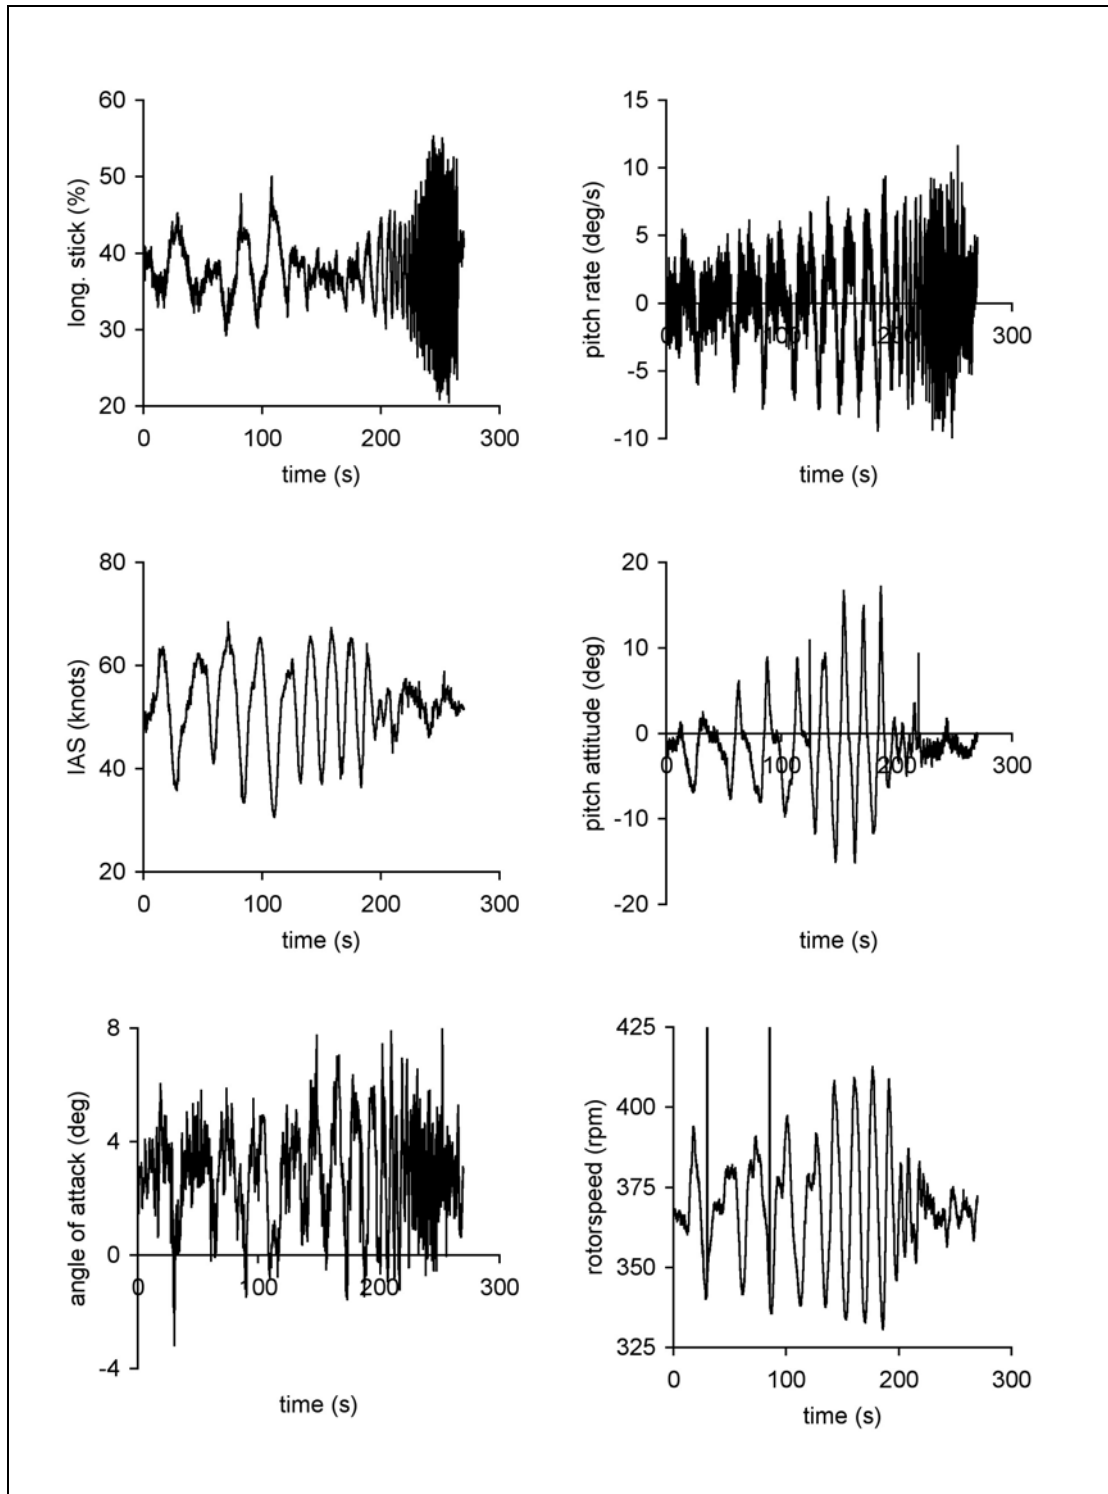 60
50
40
30
20
long. stick (%)
0 100 200 300
time (s)
15
10
5
0
-5
-10
pitch rate (deg/s)
0 100 200 300
time (s)
80
60
40
20
IAS (knots)
0 100 200 300
time (s)
20
10
0
-10
-20
pitch attitude (deg)
0 100 200 300
time (s)
8
4
0
-4
angle of attack (deg)
0 100 200 300
time (s)
425
400
375
350
325
rotorspeed (rpm)
0 100 200 300
time (s)